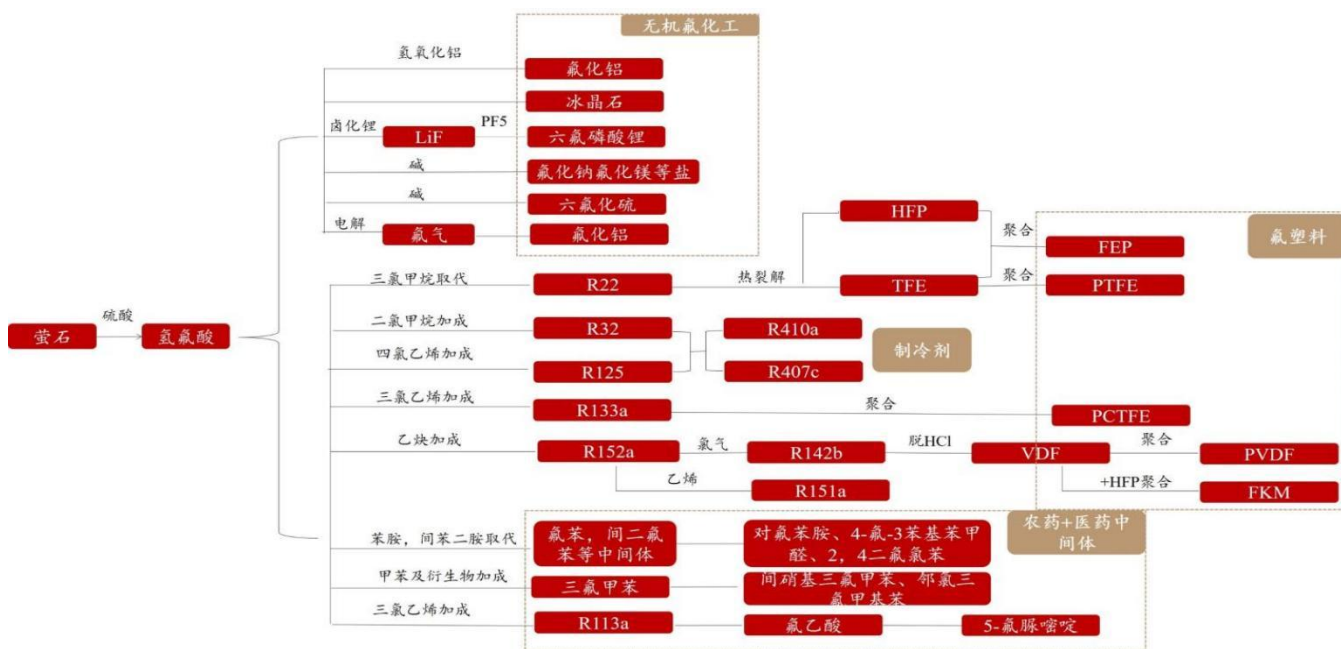 无机氟化工
氢氧化铝
氟化铝
冰晶石
卤化锂
LiF
PF5
六氟磷酸锂
碱
氟化钠氟化镁等盐
碱
六氟化硫
电解
氟气
氟化铝
HFP
聚合
FEP
氟塑料
三氯甲烷取代
R22
热裂解
TFE
聚合
PTFE
萤石
硫酸
氢氟酸
二氯甲烷加成
R32
R410a
制冷剂
四氯乙烯加成
R125
R407c
三氯乙烯加成
R133a
聚合
PCTFE
乙炔加成
R152a
氯气
R142b
脱HCl
VDF
聚合
PVDF
乙烯
R151a
+HFP聚合
FKM
农药+医药中
间体
苯胺，间苯二胺取代
氟苯，间二氟
苯等中间体
对氟苯胺、4-氟-3苯基苯甲
醛、2，4二氟氯苯
甲苯及衍生物加成
三氟甲苯
间硝基三氟甲苯、邻氯三
氟甲基苯
三氯乙烯加成
R113a
氟乙酸
5-氟脲嘧啶